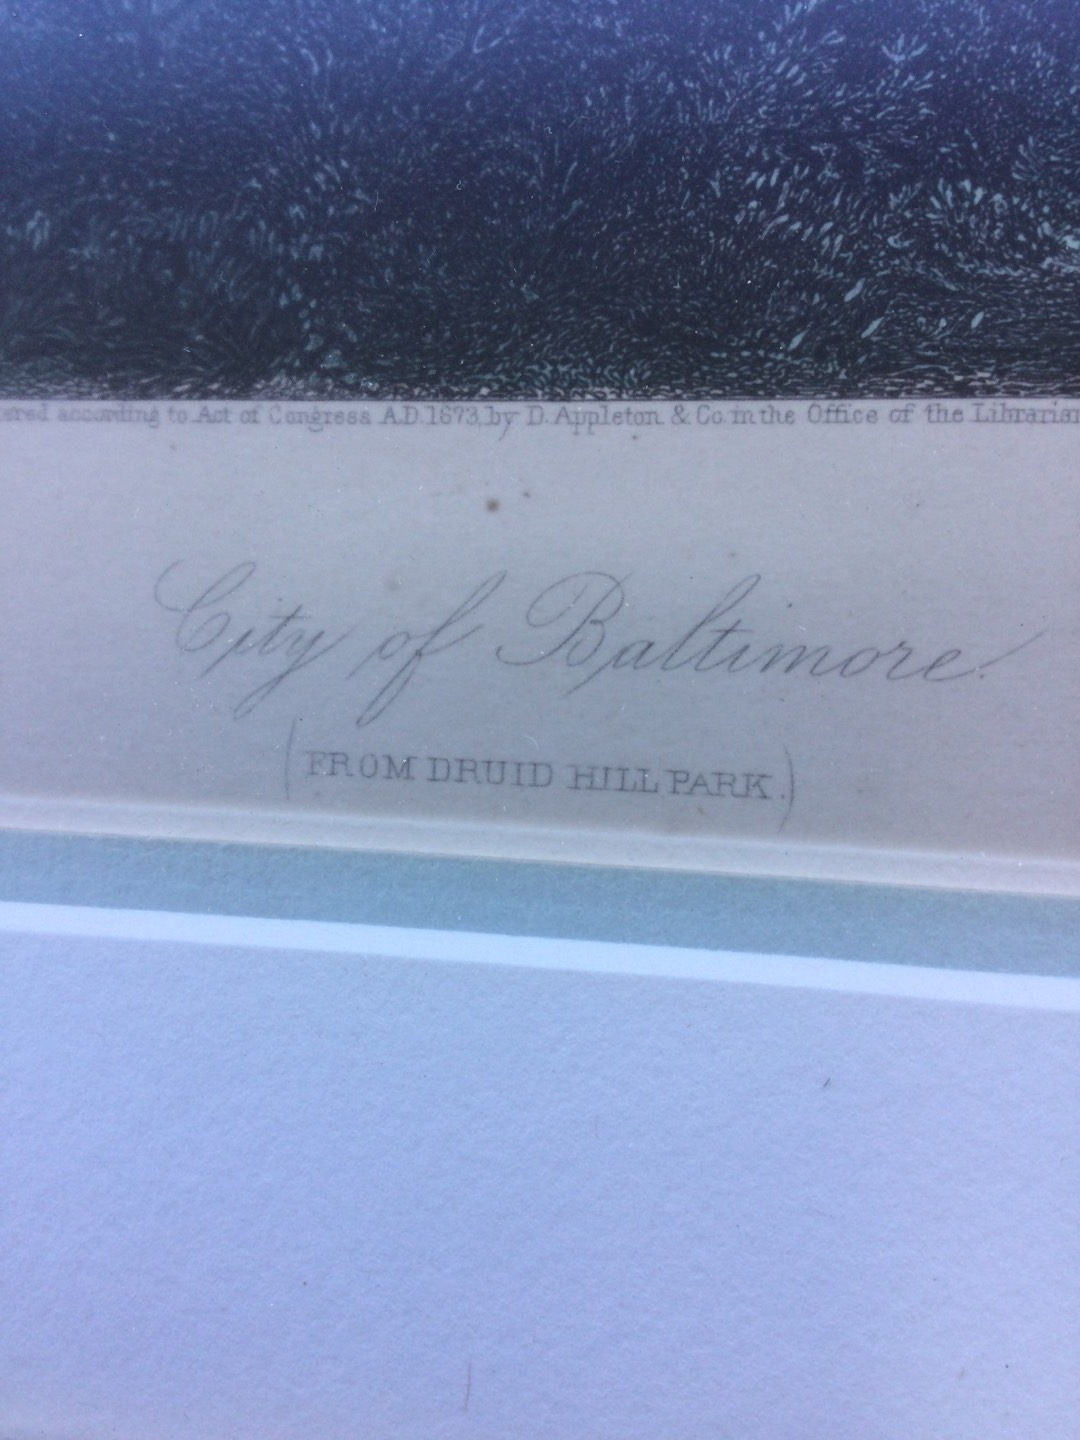 ered according to Act of Congress A.D. 1873, by D. Appleton & Co. in the Office of the Librarian
City of Baltimore.
(FROM DRUID HILL PARK.)